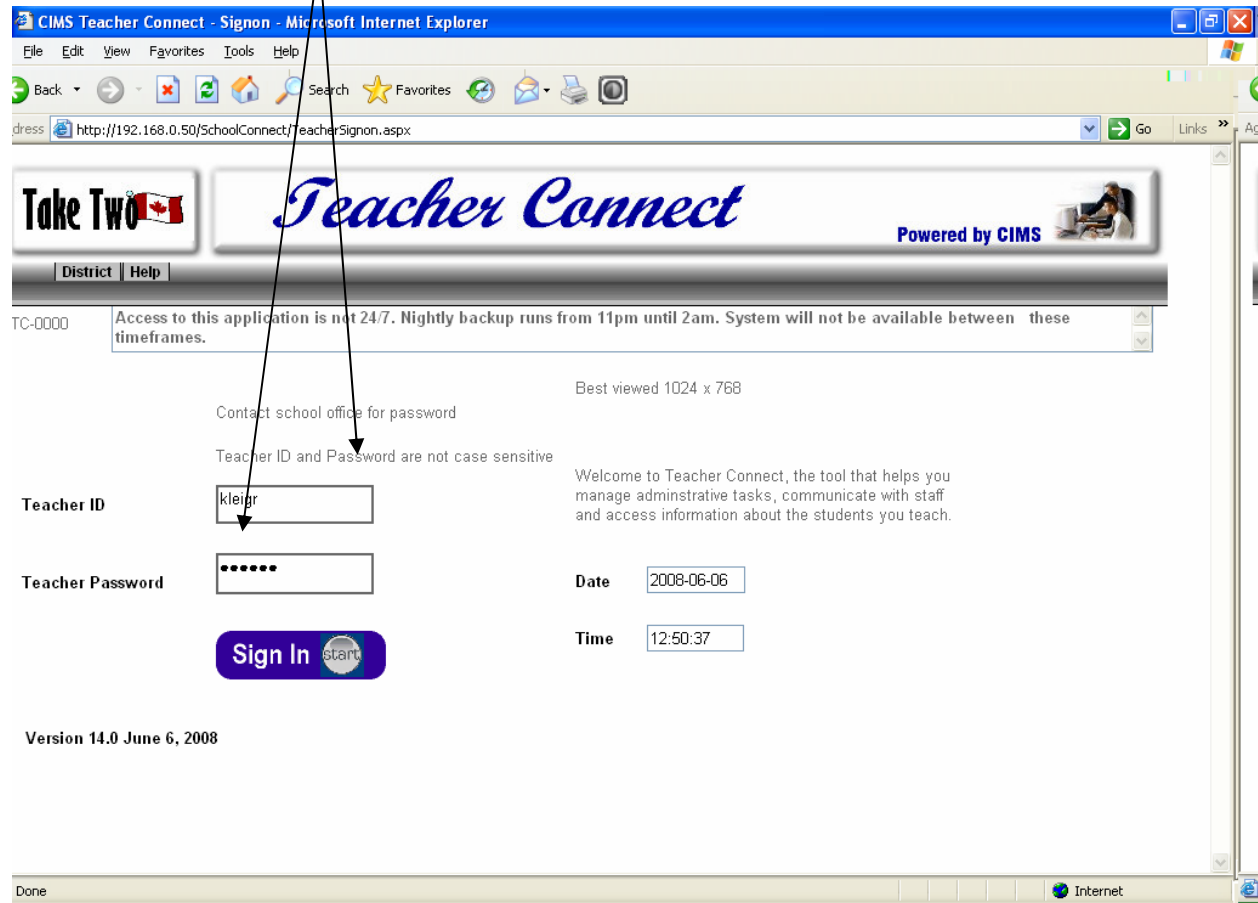 CIMS Teacher Connect - Signon - Microsoft Internet Explorer
File Edit View Favorites Tools Help
Back Search Favorites
dress http://192.168.0.50/SchoolConnect/TeacherSignon.aspx Go Links » Ag
Take Two Teacher Connect Powered by CIMS
District Help
TC-0000 Access to this application is not 24/7. Nightly backup runs from 11pm until 2am. System will not be available between these
timeframes.
Best viewed 1024 x 768
Contact school office for password
Teacher ID and Password are not case sensitive
Welcome to Teacher Connect, the tool that helps you
manage adminstrative tasks, communicate with staff
and access information about the students you teach.
Teacher ID kleigr
Teacher Password ••••••
Date 2008-06-06
Sign In start
Time 12:50:37
Version 14.0 June 6, 2008
Done Internet